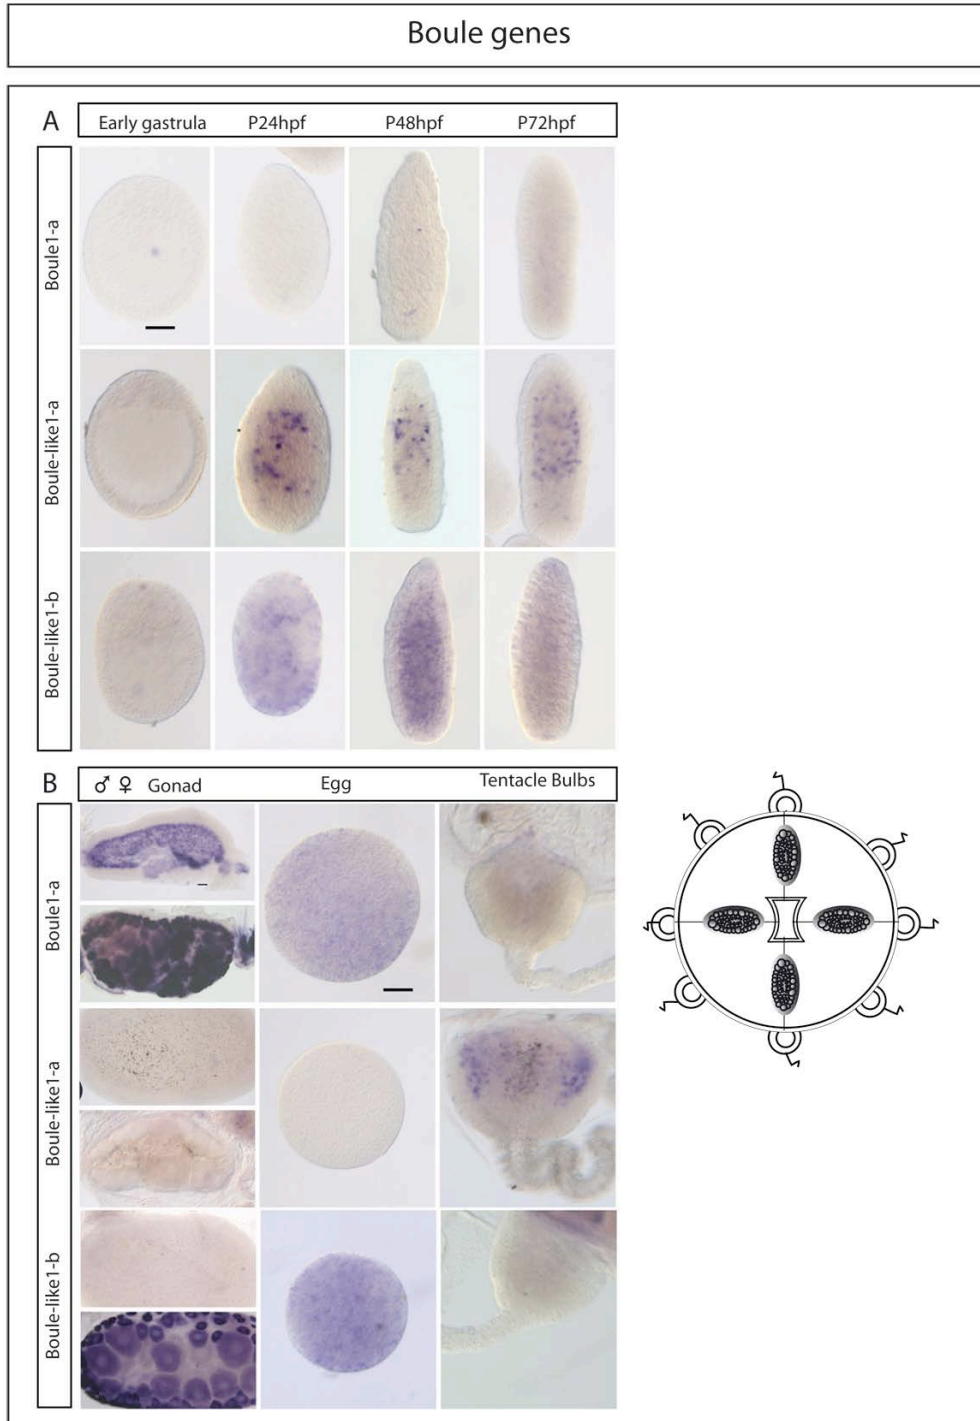 Boule genes
A
Early gastrula P24hpf P48hpf P72hpf
Boule1-a
Boule-like1-a
Boule-like1-b
B
♂ ♀ Gonad Egg Tentacle Bulbs
Boule1-a
Boule-like1-a
Boule-like1-b